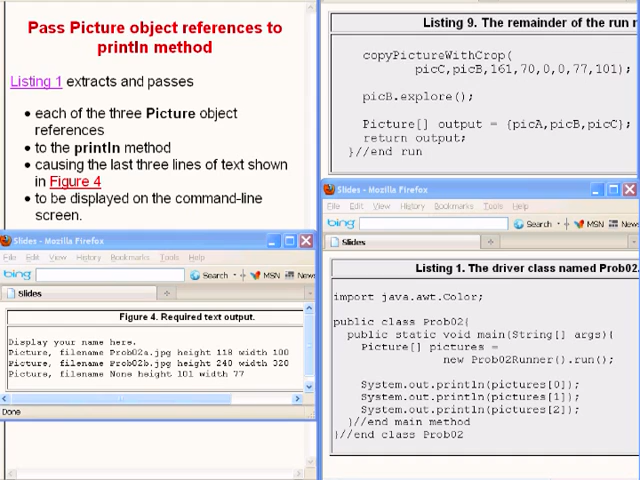 Pass Picture object references to
println method
Listing 1 extracts and passes
each of the three Picture object
references
to the println method
causing the last three lines of text shown
in Figure 4
to be displayed on the command-line
screen.
Slides - Mozilla Firefox
File Edit View History Bookmarks Tools Help
bing Search MSN News
Slides
Figure 4. Required text output.
Display your name here.
Picture, filename Prob02a.jpg height 118 width 100
Picture, filename Prob02b.jpg height 240 width 320
Picture, filename None height 101 width 77
Done
Listing 9. The remainder of the run
copyPictureWithCrop(
picC,picB,161,70,0,0,77,101);
picB.explore();
Picture[] output = {picA,picB,picC};
return output;
}//end run
Slides - Mozilla Firefox
File Edit View History Bookmarks Tools Help
bing Search MSN News
Slides
Listing 1. The driver class named Prob02.
import java.awt.Color;
public class Prob02{
public static void main(String[] args){
Picture[] pictures =
new Prob02Runner().run();
System.out.println(pictures[0]);
System.out.println(pictures[1]);
System.out.println(pictures[2]);
}//end main method
}//end class Prob02